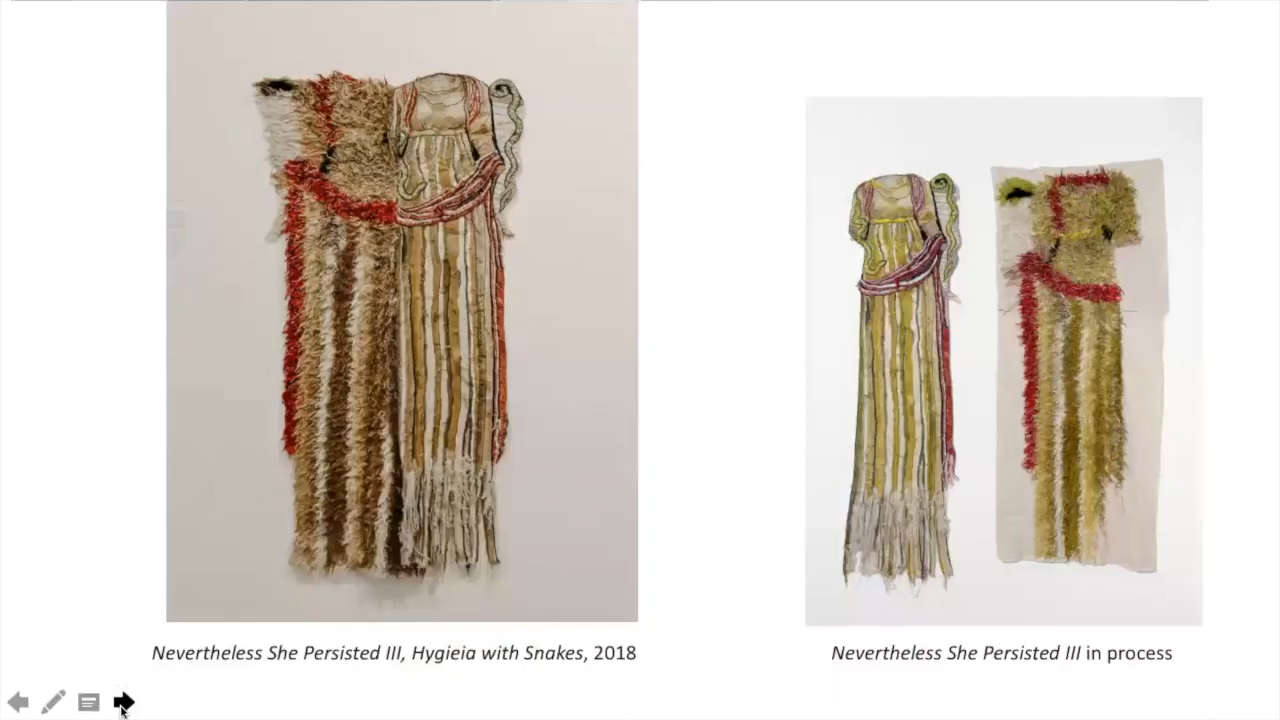 Nevertheless She Persisted III, Hygieia with Snakes, 2018
Nevertheless She Persisted III in process